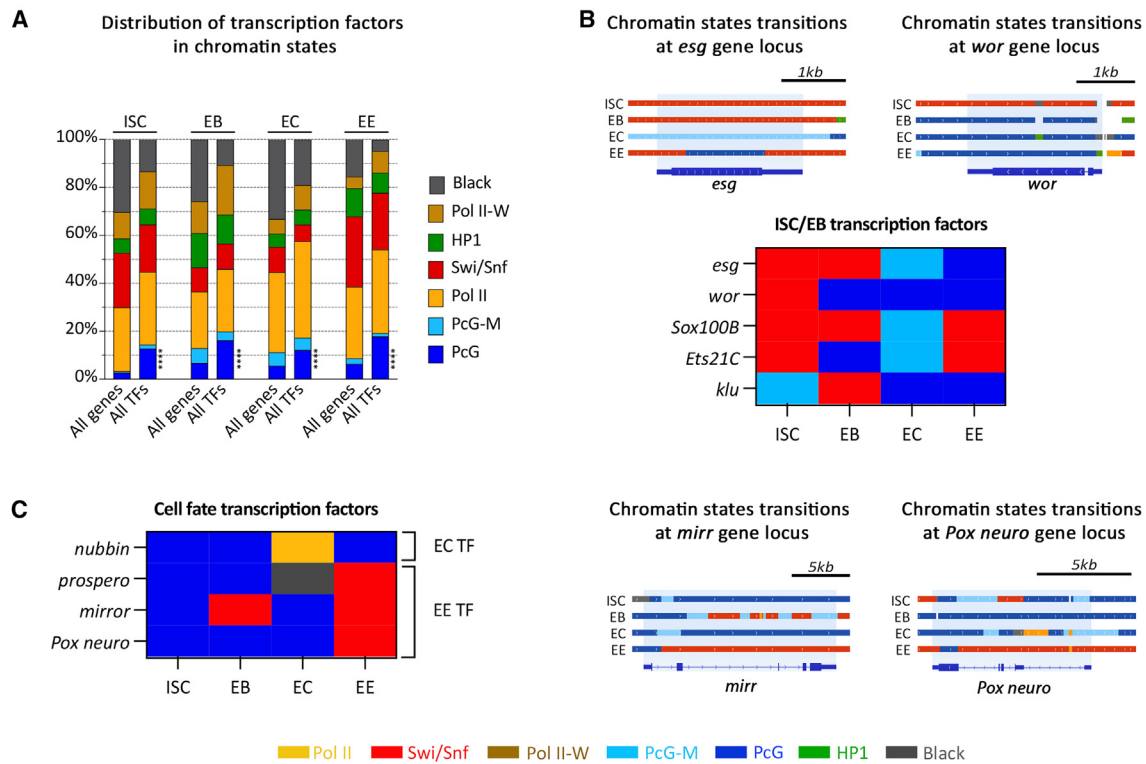 A
Distribution of transcription factors
in chromatin states
ISC
EB
EC
EE
100%
80%
60%
40%
20%
0%
****
****
****
****
All genes
All TFs
All genes
All TFs
All genes
All TFs
All genes
All TFs
Black
Pol II-W
HP1
Swi/Snf
Pol II
PcG-M
PcG
B
Chromatin states transitions
at esg gene locus
1kb
ISC
EB
EC
EE
esg
Chromatin states transitions
at wor gene locus
1kb
ISC
EB
EC
EE
wor
ISC/EB transcription factors
esg
wor
Sox100B
Ets21C
klu
ISC
EB
EC
EE
C
Cell fate transcription factors
nubbin
prospero
mirror
Pox neuro
EC TF
EE TF
ISC
EB
EC
EE
Chromatin states transitions
at mirr gene locus
5kb
ISC
EB
EC
EE
mirr
Chromatin states transitions
at Pox neuro gene locus
5kb
ISC
EB
EC
EE
Pox neuro
Pol II
Swi/Snf
Pol II-W
PcG-M
PcG
HP1
Black